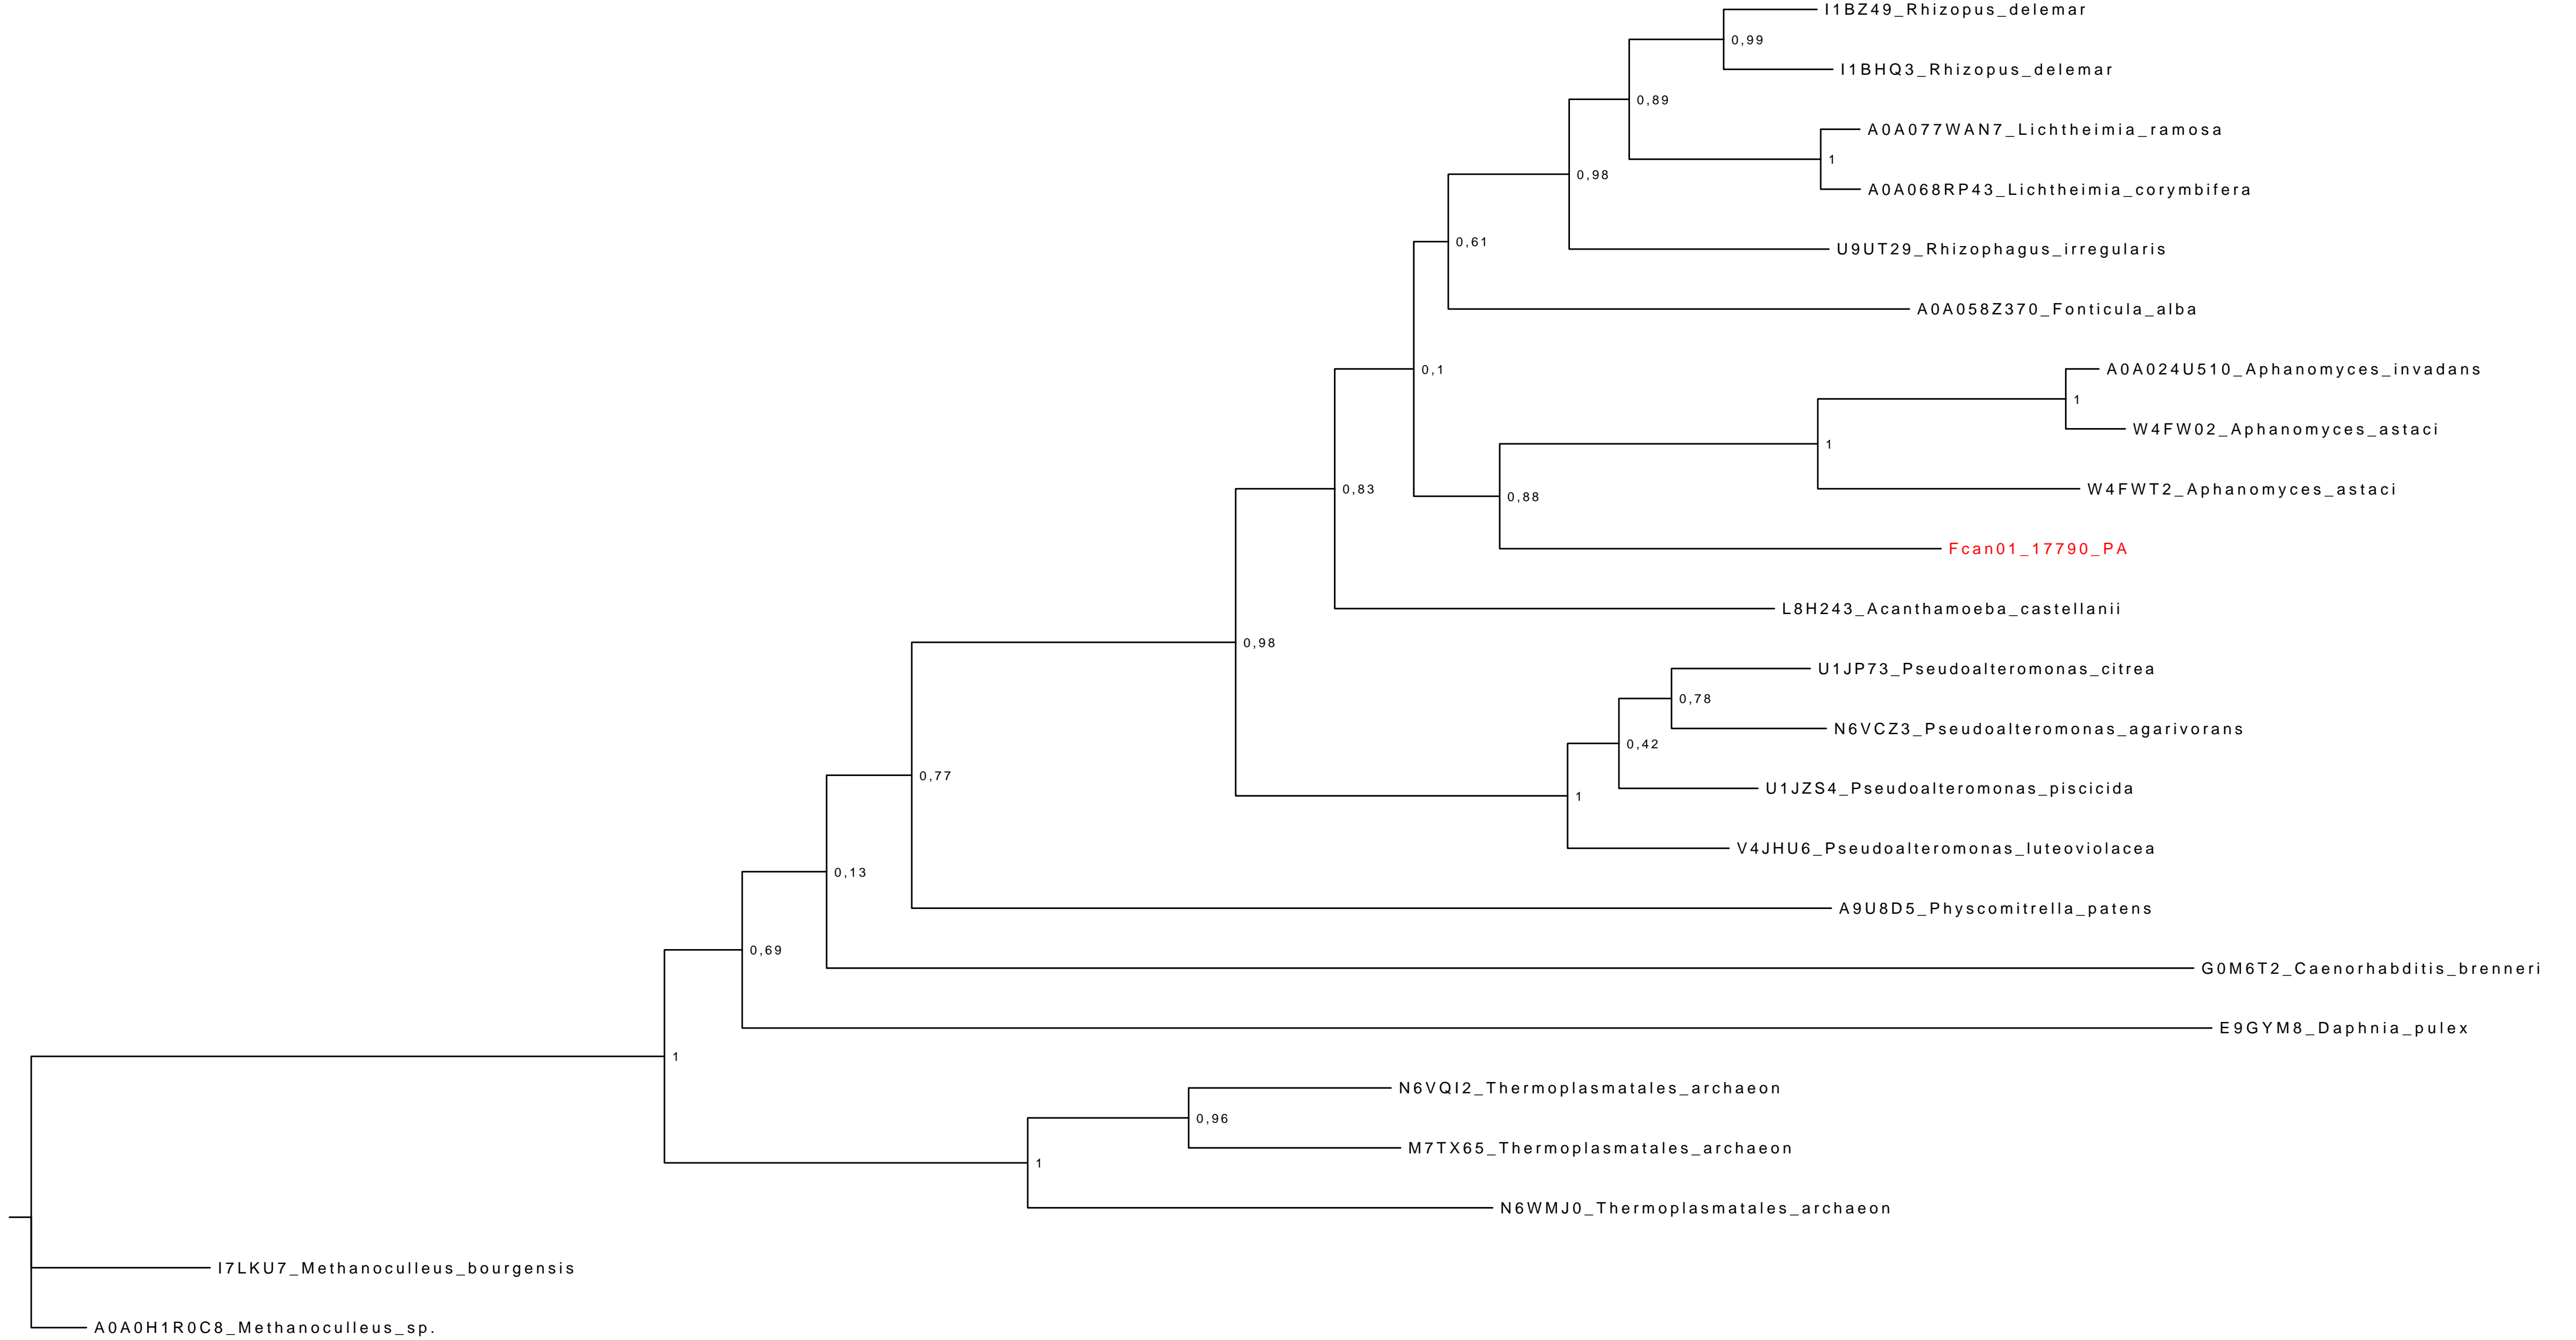 I1BZ49_Rhizopus_delemar
0,99
I1BHQ3_Rhizopus_delemar
0,89
A0A077WAN7_Lichtheimia_ramosa
1
0,98
A0A068RP43_Lichtheimia_corymbifera
0,61
U9UT29_Rhizophagus_irregularis
A0A058Z370_Fonticula_alba
0,1
A0A024U510_Aphanomyces_invadans
1
W4FW02_Aphanomyces_astaci
1
0,83
W4FWT2_Aphanomyces_astaci
0,88
Fcan01_17790_PA
L8H243_Acanthamoeba_castellanii
0,98
U1JP73_Pseudoalteromonas_citrea
0,78
N6VCZ3_Pseudoalteromonas_agarivorans
0,42
0,77
U1JZS4_Pseudoalteromonas_piscicida
1
V4JHU6_Pseudoalteromonas_luteoviolacea
0,13
A9U8D5_Physcomitrella_patens
0,69
G0M6T2_Caenorhabditis_brenneri
E9GYM8_Daphnia_pulex
1
N6VQI2_Thermoplasmatales_archaeon
0,96
M7TX65_Thermoplasmatales_archaeon
1
N6WMJ0_Thermoplasmatales_archaeon
I7LKU7_Methanoculleus_bourgensis
A0A0H1R0C8_Methanoculleus_sp.